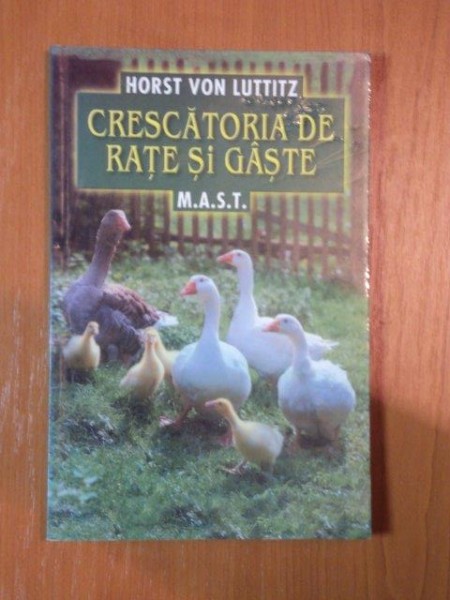 HORST VON LUTTITZ
CRESCĂTORIA DE
RAȚE ȘI GÂȘTE
M.A.S.T.